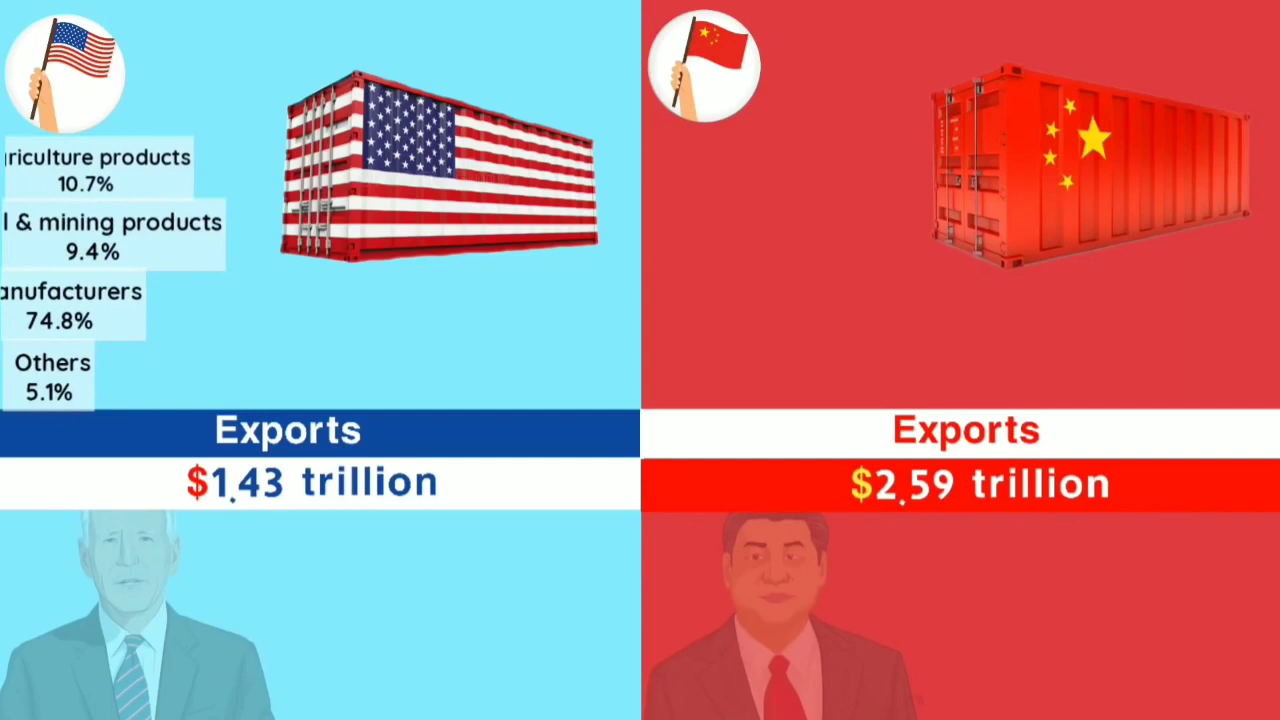 riculture products
10.7%
l & mining products
9.4%
anufacturers
74.8%
Others
5.1%
Exports
$1.43 trillion
Exports
$2.59 trillion